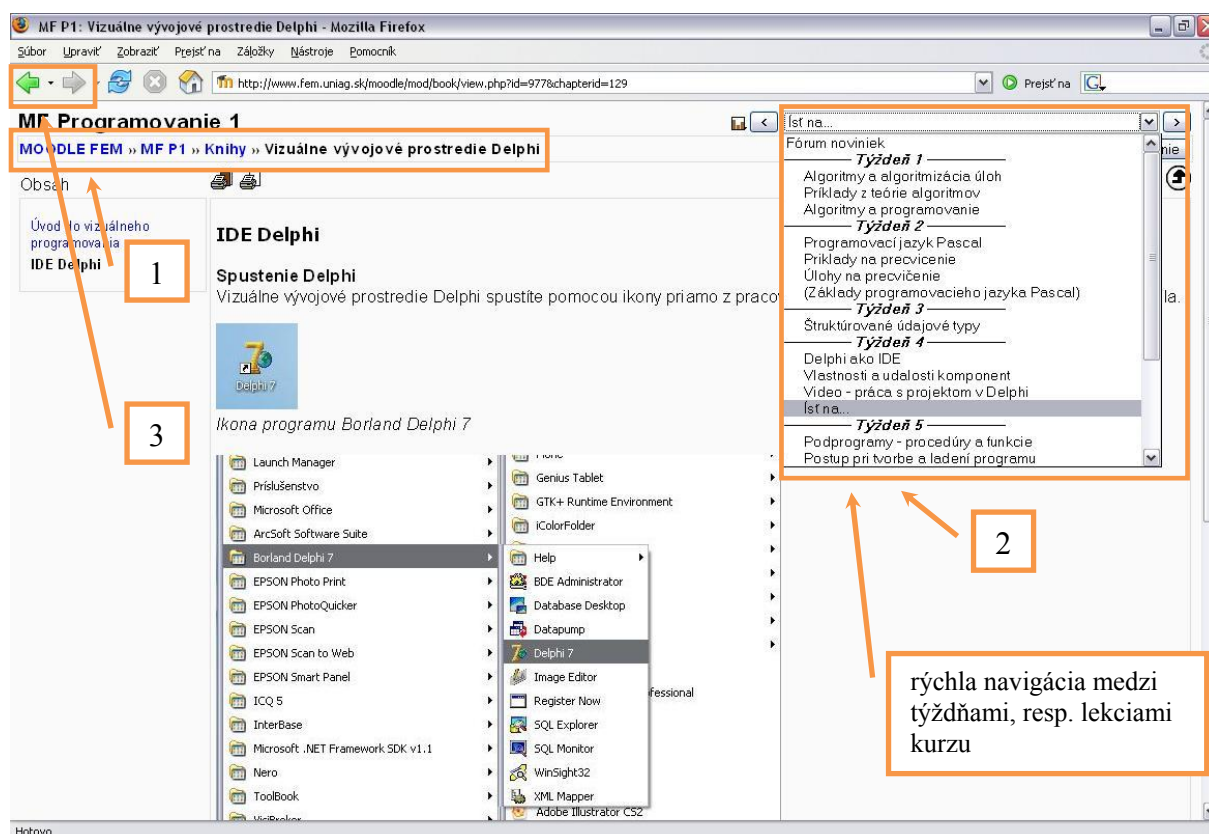 MF P1: Vizuálne vývojové prostredie Delphi - Mozilla Firefox
Súbor Upraviť Zobraziť Prejsť na Záložky Nástroje Pomocník
http://www.fem.uniag.sk/moodle/mod/book/view.php?id=977&chapterid=129
Prejsť na
MF Programovanie 1
MOODLE FEM » MF P1 » Knihy » Vizuálne vývojové prostredie Delphi
Ísť na...
Fórum noviniek
Týždeň 1
Algoritmy a algoritmizácia úloh
Príklady z teórie algoritmov
Algoritmy a programovanie
Týždeň 2
Programovací jazyk Pascal
Priklady na precvicenie
Úlohy na precvičenie
(Základy programovacieho jazyka Pascal)
Týždeň 3
Štruktúrované údajové typy
Týždeň 4
Delphi ako IDE
Vlastnosti a udalosti komponent
Video - práca s projektom v Delphi
Ísť na...
Týždeň 5
Podprogramy - procedúry a funkcie
Postup pri tvorbe a ladení programu
nie
Obsah
Úvod do vizuálneho
programovania
IDE Delphi
1
3
2
IDE Delphi
Spustenie Delphi
Vizuálne vývojové prostredie Delphi spustíte pomocou ikony priamo z praco
la.
7
Delphi 7
Ikona programu Borland Delphi 7
Launch Manager
Príslušenstvo
Microsoft Office
ArcSoft Software Suite
Borland Delphi 7
EPSON Photo Print
EPSON PhotoQuicker
EPSON Scan
EPSON Scan to Web
EPSON Smart Panel
ICQ 5
InterBase
Microsoft .NET Framework SDK v1.1
Nero
ToolBook
VisiBroker
Genius Tablet
GTK+ Runtime Environment
iColorFolder
Help
BDE Administrator
Database Desktop
Datapump
Delphi 7
Image Editor
Register Now
SQL Explorer
SQL Monitor
WinSight32
XML Mapper
ofessional
Adobe Illustrator CS2
rýchla navigácia medzi
týždňami, resp. lekciami
kurzu
Hotovo